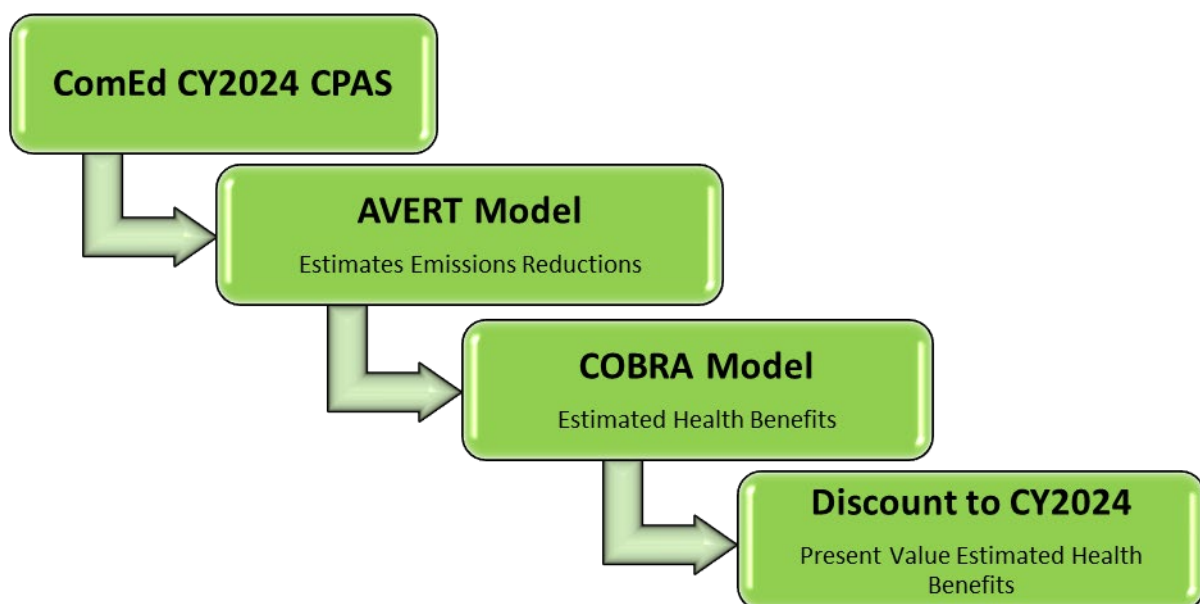 ComEd CY2024 CPAS
AVERT Model
Estimates Emissions Reductions
COBRA Model
Estimated Health Benefits
Discount to CY2024
Present Value Estimated Health
Benefits